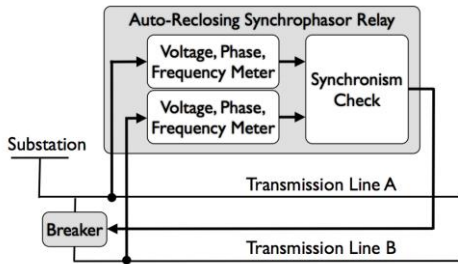 Auto-Reclosing Synchrophasor Relay
Voltage, Phase,
Frequency Meter
Synchronism
Check
Voltage, Phase,
Frequency Meter
Substation
Transmission Line A
Breaker
Transmission Line B